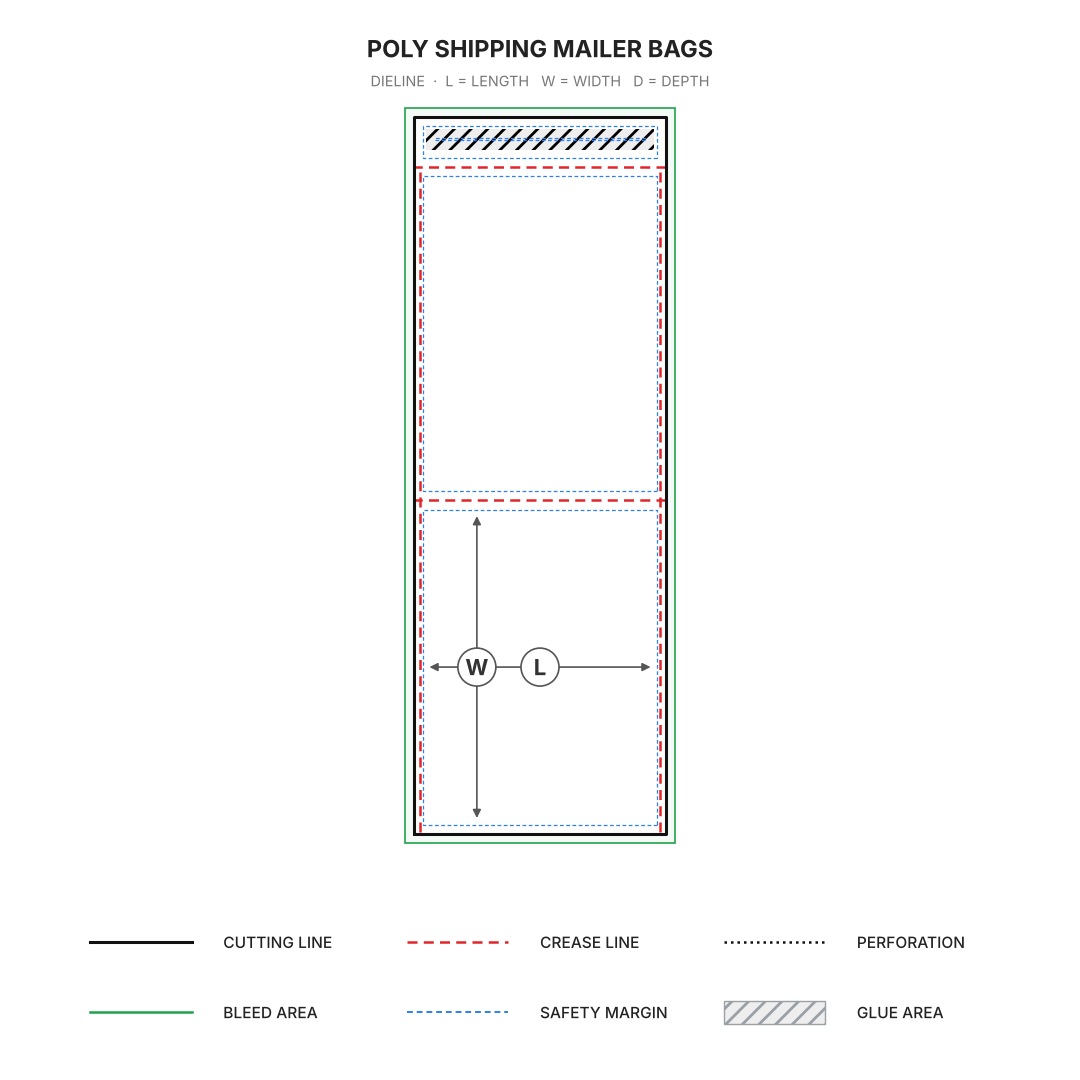 POLY SHIPPING MAILER BAGS
DIELINE · L = LENGTH W = WIDTH D = DEPTH
W L
CUTTING LINE CREASE LINE PERFORATION
BLEED AREA SAFETY MARGIN GLUE AREA